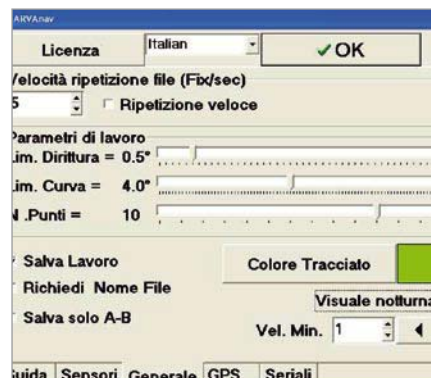 ARVAnav
Licenza Italian OK
Velocità ripetizione file (Fix/sec)
5 Ripetizione veloce
Parametri di lavoro
Lim. Dirittura = 0.5°
Lim. Curva = 4.0°
N .Punti = 10
Salva Lavoro Colore Tracciato
Richiedi Nome File
Visuale notturna
Salva solo A-B
Vel. Min. 1
Guida Sensori Generale GPS Seriali